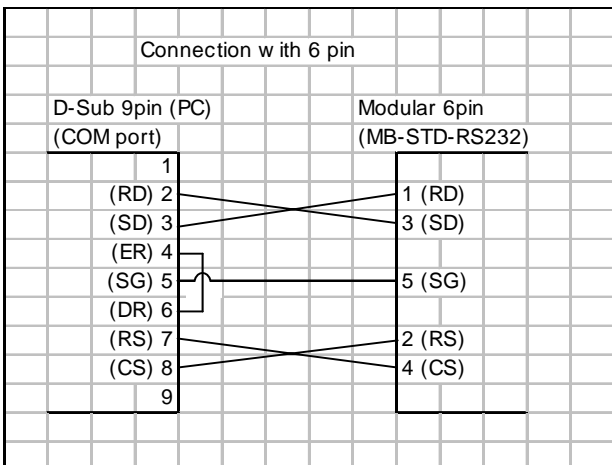 Connection with 6 pin
D-Sub 9pin (PC)
(COM port)
Modular 6pin
(MB-STD-RS232)
1
(RD) 2
(SD) 3
(ER) 4
(SG) 5
(DR) 6
(RS) 7
(CS) 8
9
1 (RD)
3 (SD)
5 (SG)
2 (RS)
4 (CS)